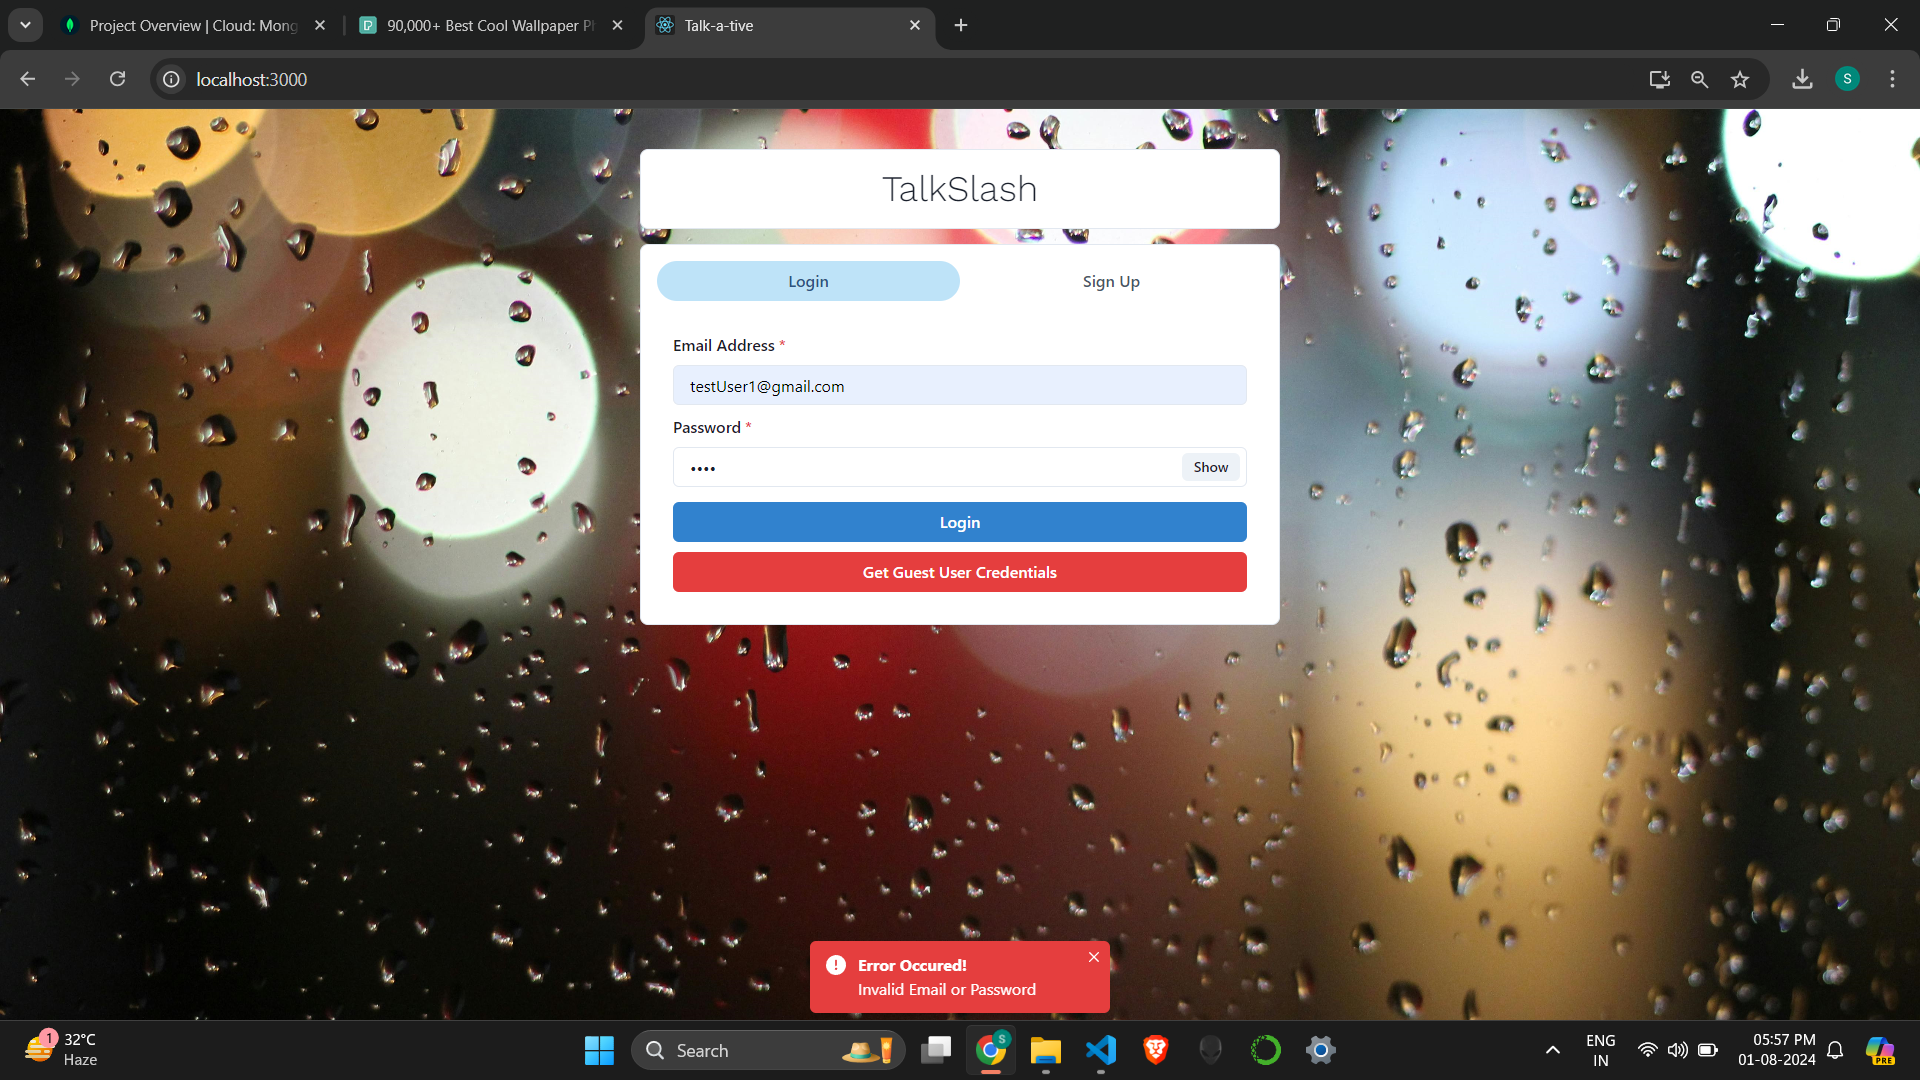 Project Overview | Cloud: Mong
90,000+ Best Cool Wallpaper Ph
Talk-a-tive
localhost:3000
S
TalkSlash
Login
Sign Up
Email Address *
testUser1@gmail.com
Password *
••••
Show
Login
Get Guest User Credentials
Error Occured!
Invalid Email or Password
1
32°C
Haze
Search
S
ENG
IN
05:57 PM
01-08-2024
PRE